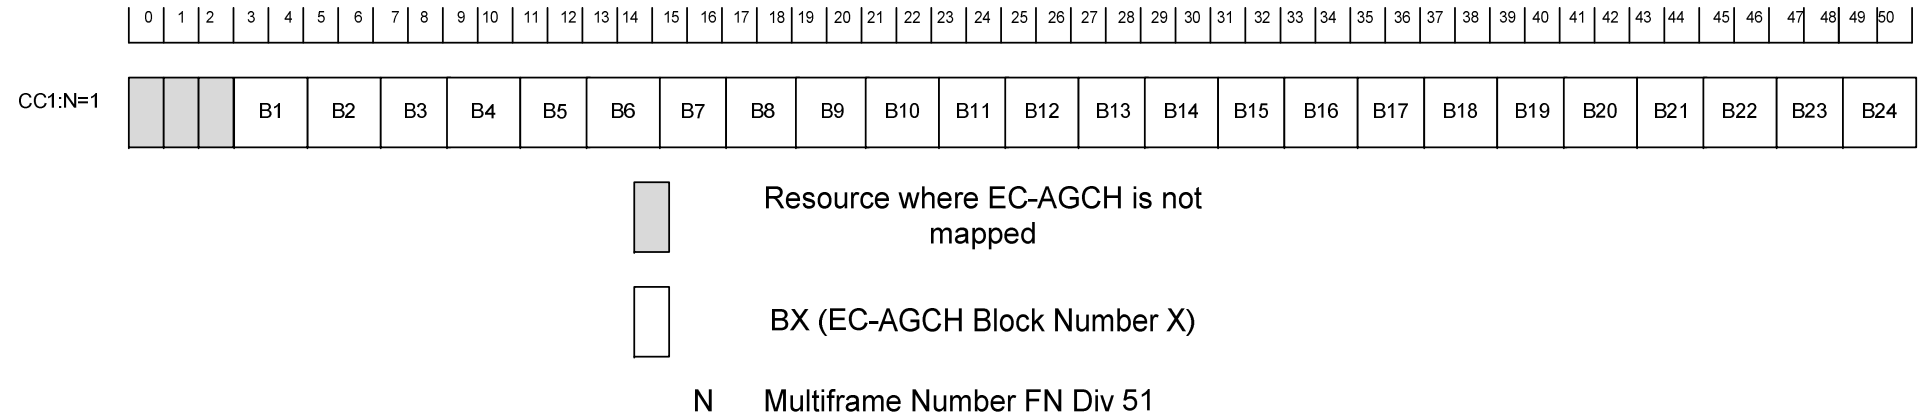 0 1 2 3 4 5 6 7 8 9 10 11 12 13 14 15 16 17 18 19 20 21 22 23 24 25 26 27 28 29 30 31 32 33 34 35 36 37 38 39 40 41 42 43 44 45 46 47 48 49 50
CC1:N=1 B1 B2 B3 B4 B5 B6 B7 B8 B9 B10 B11 B12 B13 B14 B15 B16 B17 B18 B19 B20 B21 B22 B23 B24
Resource where EC-AGCH is not
mapped
BX (EC-AGCH Block Number X)
N Multiframe Number FN Div 51